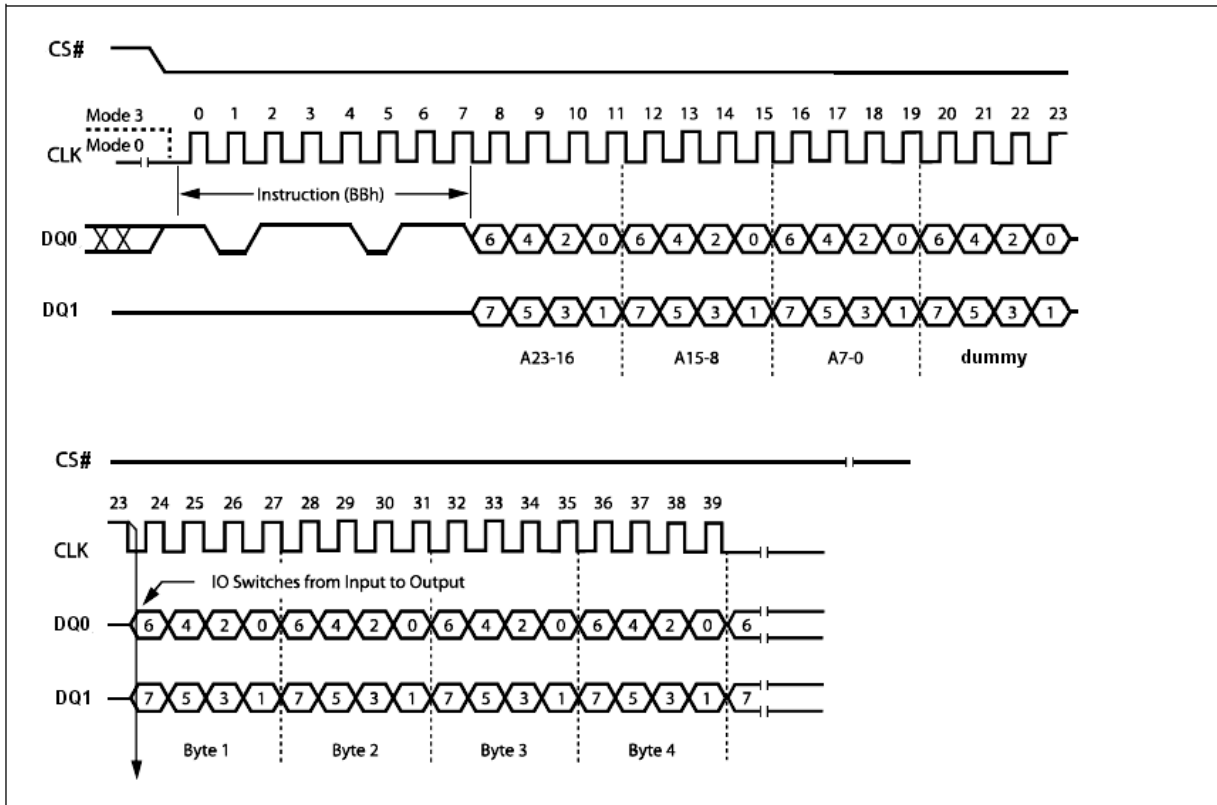 CS#
Mode 3 0 1 2 3 4 5 6 7 8 9 10 11 12 13 14 15 16 17 18 19 20 21 22 23
CLK Mode 0
Instruction (BBh)
DQ0 6 4 2 0 6 4 2 0 6 4 2 0 6 4 2 0
DQ1 7 5 3 1 7 5 3 1 7 5 3 1 7 5 3 1
A23-16 A15-8 A7-0 dummy
CS#
23 24 25 26 27 28 29 30 31 32 33 34 35 36 37 38 39
CLK
IO Switches from Input to Output
DQ0 6 4 2 0 6 4 2 0 6 4 2 0 6 4 2 0 6
DQ1 7 5 3 1 7 5 3 1 7 5 3 1 7 5 3 1 7
Byte 1 Byte 2 Byte 3 Byte 4